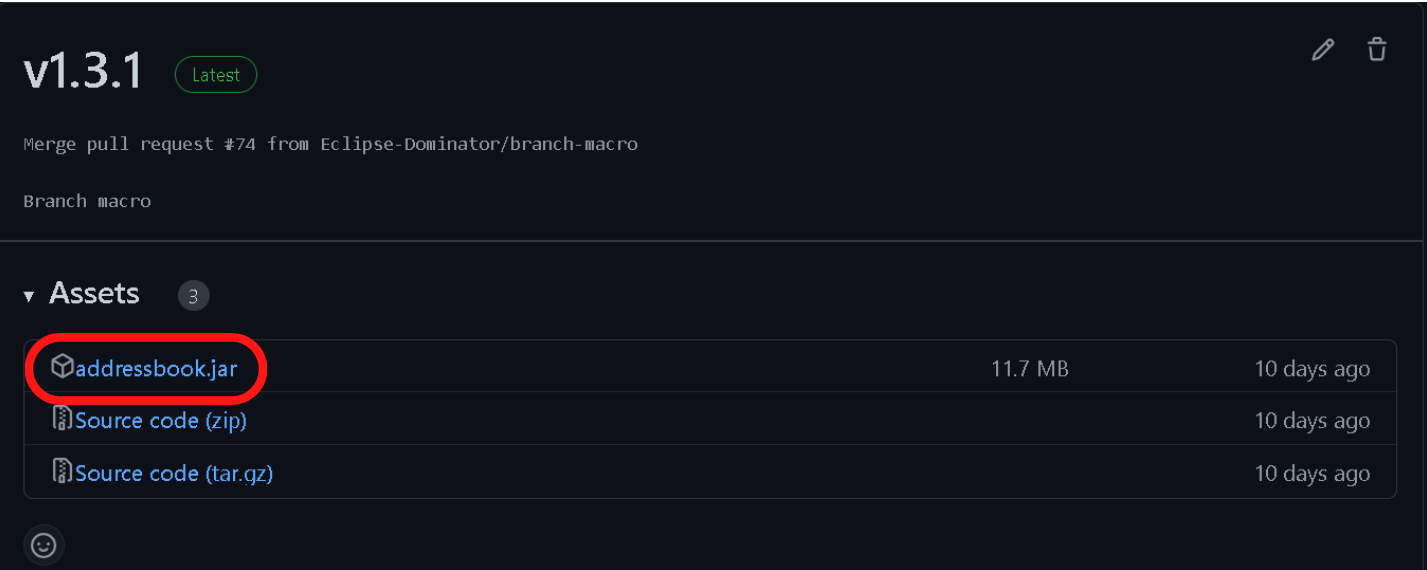 v1.3.1 Latest
Merge pull request #74 from Eclipse-Dominator/branch-macro
Branch macro
Assets 3
addressbook.jar 11.7 MB 10 days ago
Source code (zip) 10 days ago
Source code (tar.gz) 10 days ago